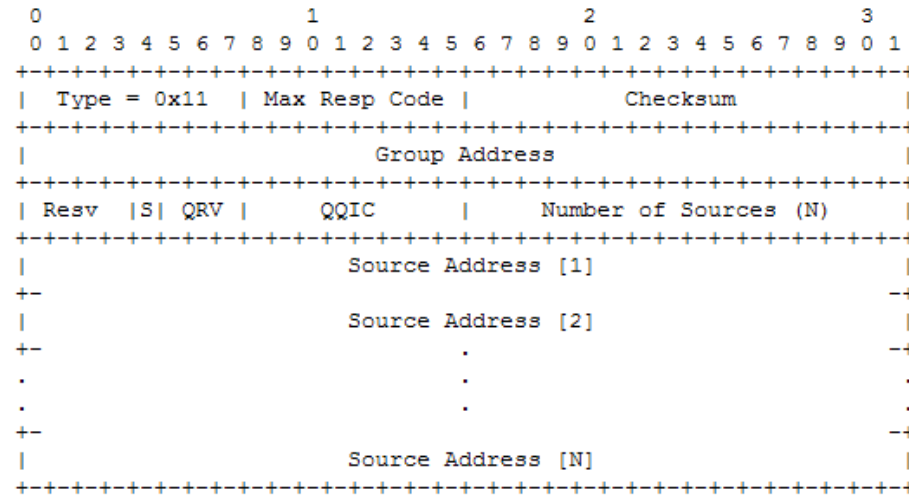 0                   1                   2                   3
0 1 2 3 4 5 6 7 8 9 0 1 2 3 4 5 6 7 8 9 0 1 2 3 4 5 6 7 8 9 0 1
+-+-+-+-+-+-+-+-+-+-+-+-+-+-+-+-+-+-+-+-+-+-+-+-+-+-+-+-+-+-+-+-+
|  Type = 0x11  | Max Resp Code |           Checksum            |
+-+-+-+-+-+-+-+-+-+-+-+-+-+-+-+-+-+-+-+-+-+-+-+-+-+-+-+-+-+-+-+-+
|                         Group Address                         |
+-+-+-+-+-+-+-+-+-+-+-+-+-+-+-+-+-+-+-+-+-+-+-+-+-+-+-+-+-+-+-+-+
| Resv  |S| QRV |     QQIC      |     Number of Sources (N)     |
+-+-+-+-+-+-+-+-+-+-+-+-+-+-+-+-+-+-+-+-+-+-+-+-+-+-+-+-+-+-+-+-+
|                       Source Address [1]                      |
+-                                                             -+
|                       Source Address [2]                      |
+-                              .                              -+
.                               .                               .
.                               .                               .
+-                                                             -+
|                       Source Address [N]                      |
+-+-+-+-+-+-+-+-+-+-+-+-+-+-+-+-+-+-+-+-+-+-+-+-+-+-+-+-+-+-+-+-+